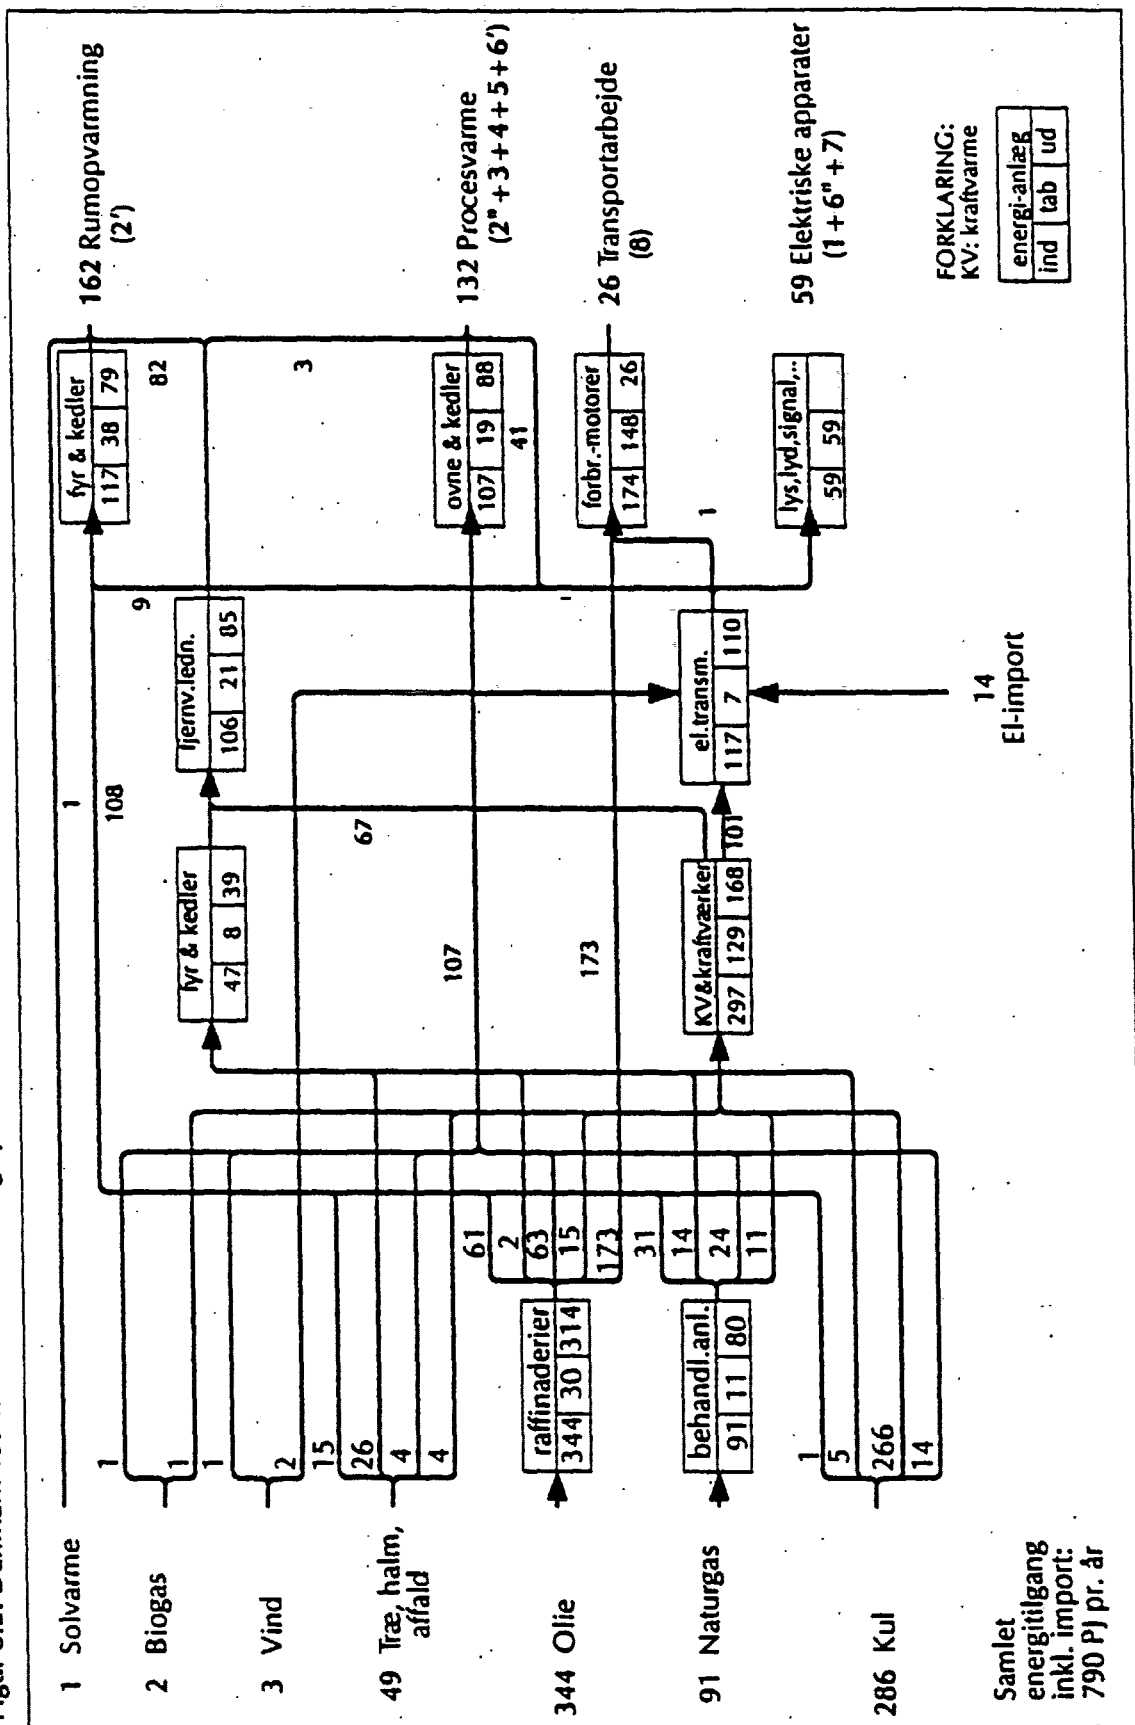 1 Solvarme
2 Biogas
3 Vind
49 Træ, halm,
affald
344 Olie
91 Naturgas
286 Kul
Samlet
energitilgang
inkl. import:
790 PJ pr. år
1
1
1
2
15
26
4
4
raffinaderier
344 30 314
behandl.anl.
91 11 80
1
5
266
14
61
2
63
15
173
31
14
24
11
1
108
fyr & kedler
47 8 39
67
107
173
KV&kraftværker
297 129 168
101
fjernv.ledn.
106 21 85
9
el.transm.
117 7 110
14
El-import
1
fyr & kedler
117 38 79
82
3
ovne & kedler
107 19 88
41
forbr.-motorer
174 148 26
lys,lyd,signal,..
59 59
162 Rumopvarmning
(2')
132 Procesvarme
(2" + 3 + 4 + 5 + 6')
26 Transportarbejde
(8)
59 Elektriske apparater
(1 + 6" + 7)
FORKLARING:
KV: kraftvarme
energi-anlæg
ind tab ud